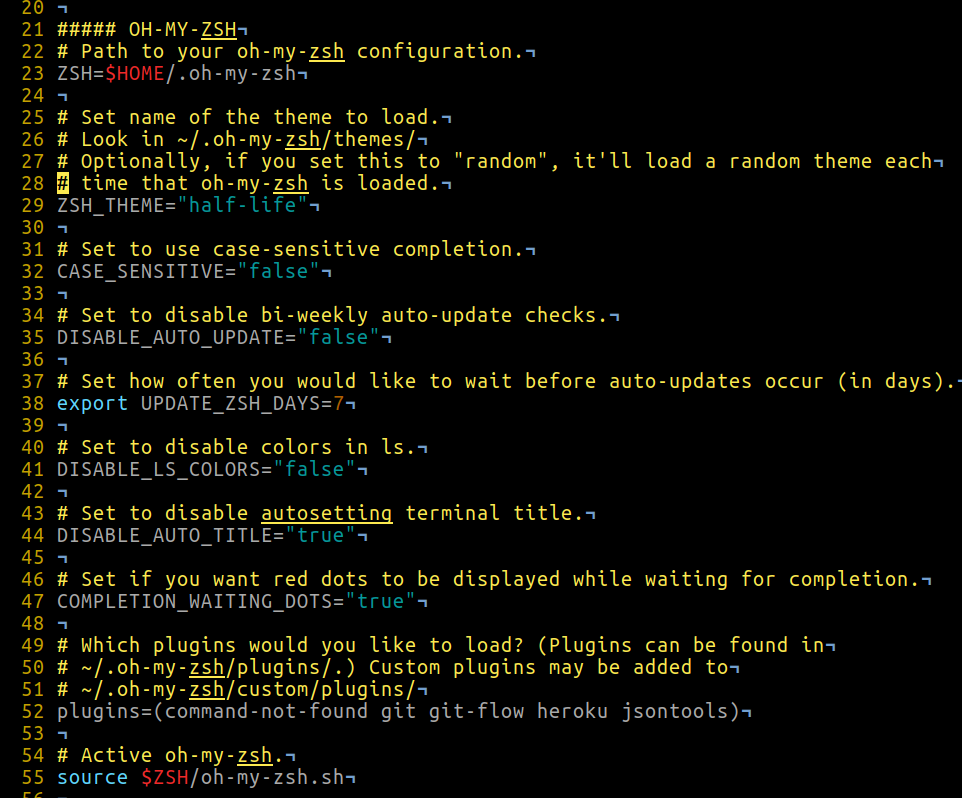 20 ¬
21 ##### OH-MY-ZSH¬
22 # Path to your oh-my-zsh configuration.¬
23 ZSH=$HOME/.oh-my-zsh¬
24 ¬
25 # Set name of the theme to load.¬
26 # Look in ~/.oh-my-zsh/themes/¬
27 # Optionally, if you set this to "random", it'll load a random theme each¬
28 # time that oh-my-zsh is loaded.¬
29 ZSH_THEME="half-life"¬
30 ¬
31 # Set to use case-sensitive completion.¬
32 CASE_SENSITIVE="false"¬
33 ¬
34 # Set to disable bi-weekly auto-update checks.¬
35 DISABLE_AUTO_UPDATE="false"¬
36 ¬
37 # Set how often you would like to wait before auto-updates occur (in days).¬
38 export UPDATE_ZSH_DAYS=7¬
39 ¬
40 # Set to disable colors in ls.¬
41 DISABLE_LS_COLORS="false"¬
42 ¬
43 # Set to disable autosetting terminal title.¬
44 DISABLE_AUTO_TITLE="true"¬
45 ¬
46 # Set if you want red dots to be displayed while waiting for completion.¬
47 COMPLETION_WAITING_DOTS="true"¬
48 ¬
49 # Which plugins would you like to load? (Plugins can be found in¬
50 # ~/.oh-my-zsh/plugins/.) Custom plugins may be added to¬
51 # ~/.oh-my-zsh/custom/plugins/¬
52 plugins=(command-not-found git git-flow heroku jsontools)¬
53 ¬
54 # Active oh-my-zsh.¬
55 source $ZSH/oh-my-zsh.sh¬
56 ¬